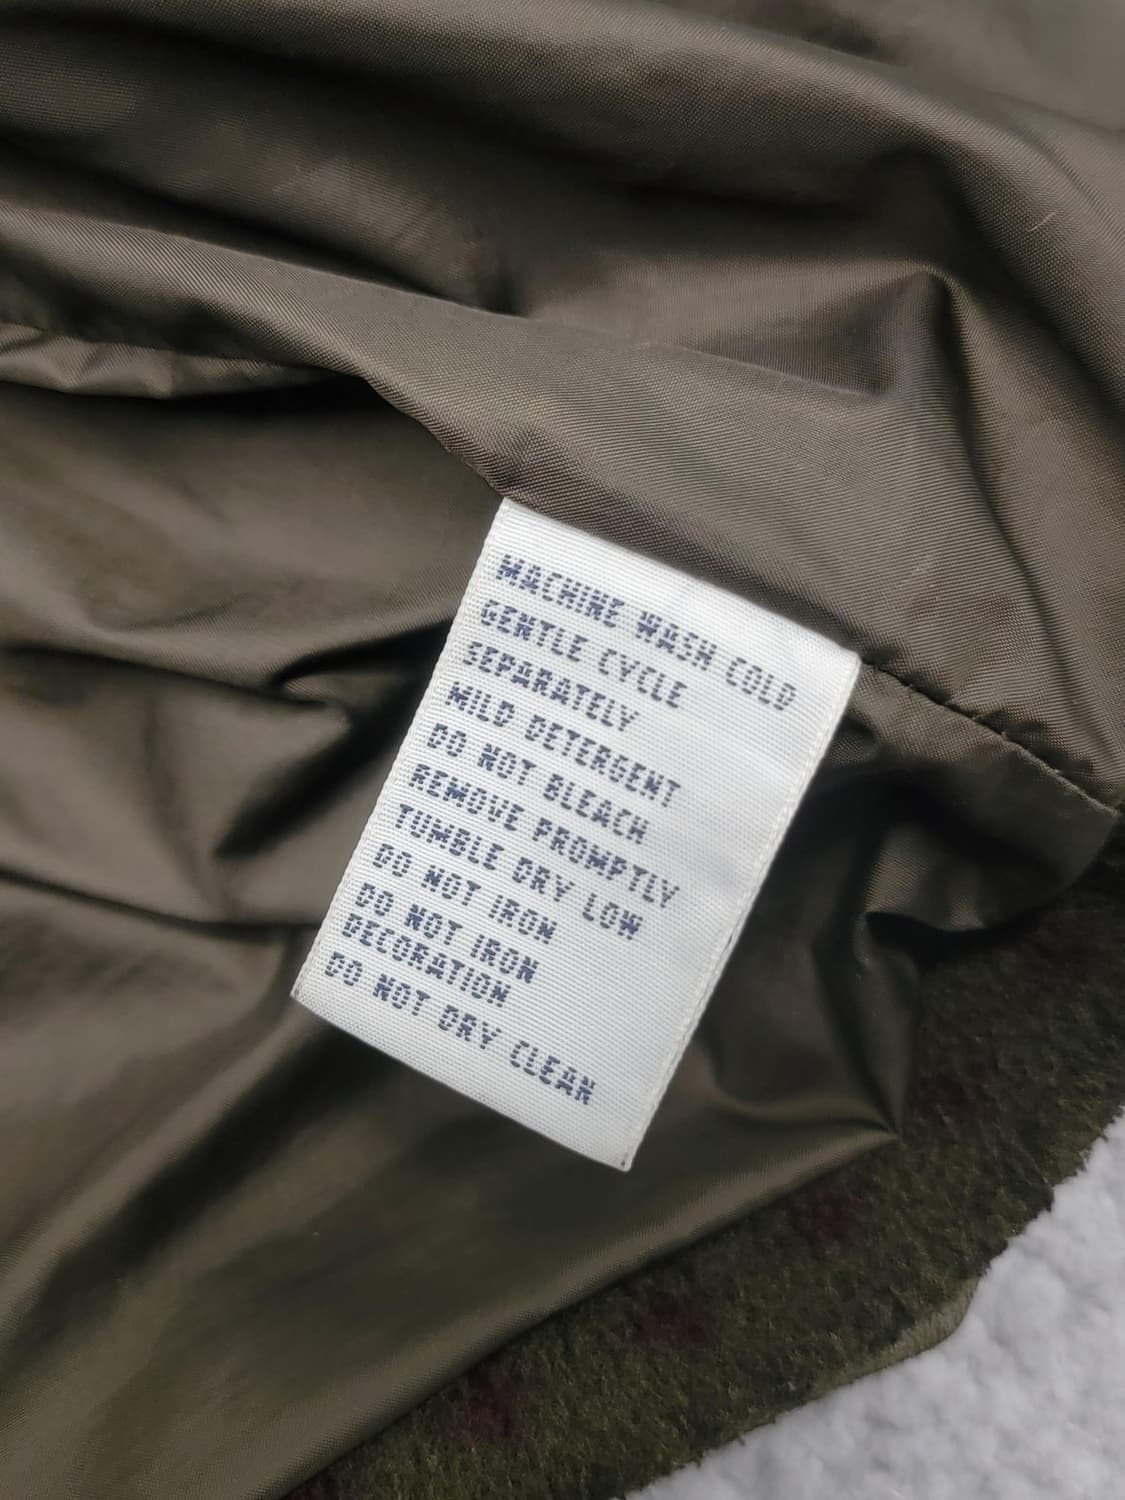 MACHINE WASH COLD
GENTLE CYCLE
SEPARATELY
MILD DETERGENT
DO NOT BLEACH
REMOVE PROMPTLY
TUMBLE DRY LOW
DO NOT IRON
DO NOT IRON
DECORATION
DO NOT DRY CLEAN